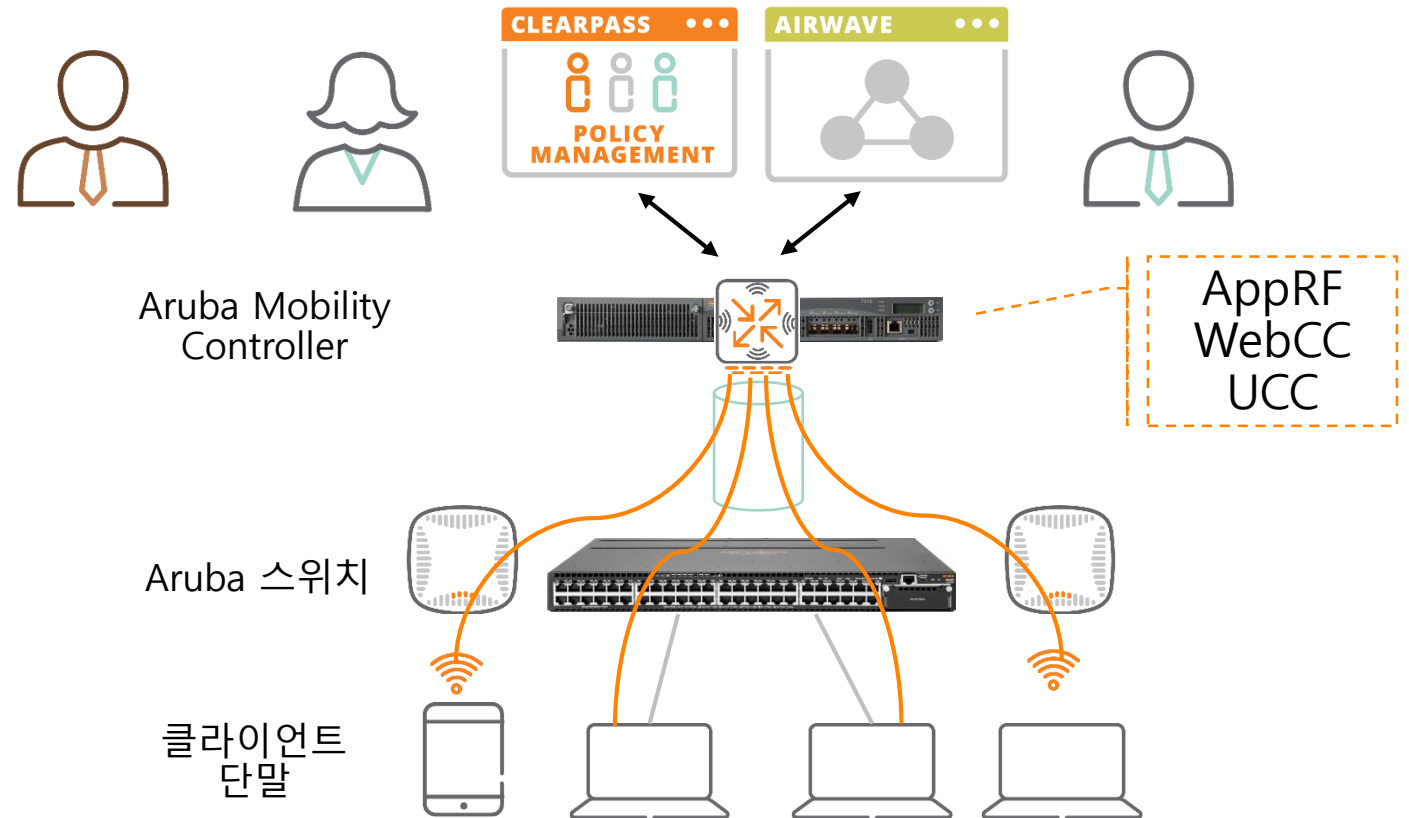 CLEARPASS
AIRWAVE
POLICY
MANAGEMENT
Aruba Mobility
Controller
AppRF
WebCC
UCC
Aruba 스위치
클라이언트
단말